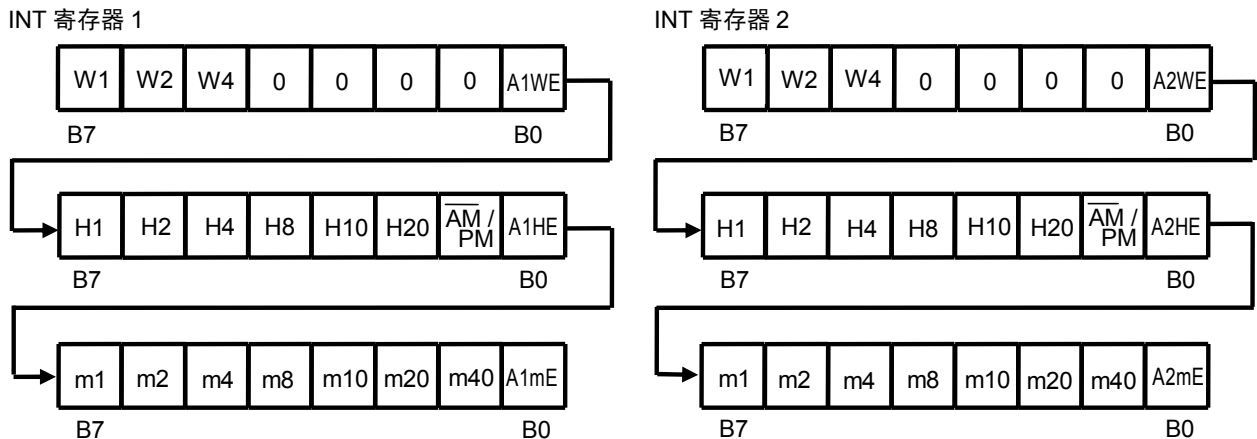 INT 寄存器 1
W1 W2 W4 0 0 0 0 A1WE
B7 B0
H1 H2 H4 H8 H10 H20 AM / PM A1HE
B7 B0
m1 m2 m4 m8 m10 m20 m40 A1mE
B7 B0
INT 寄存器 2
W1 W2 W4 0 0 0 0 A2WE
B7 B0
H1 H2 H4 H8 H10 H20 AM / PM A2HE
B7 B0
m1 m2 m4 m8 m10 m20 m40 A2mE
B7 B0